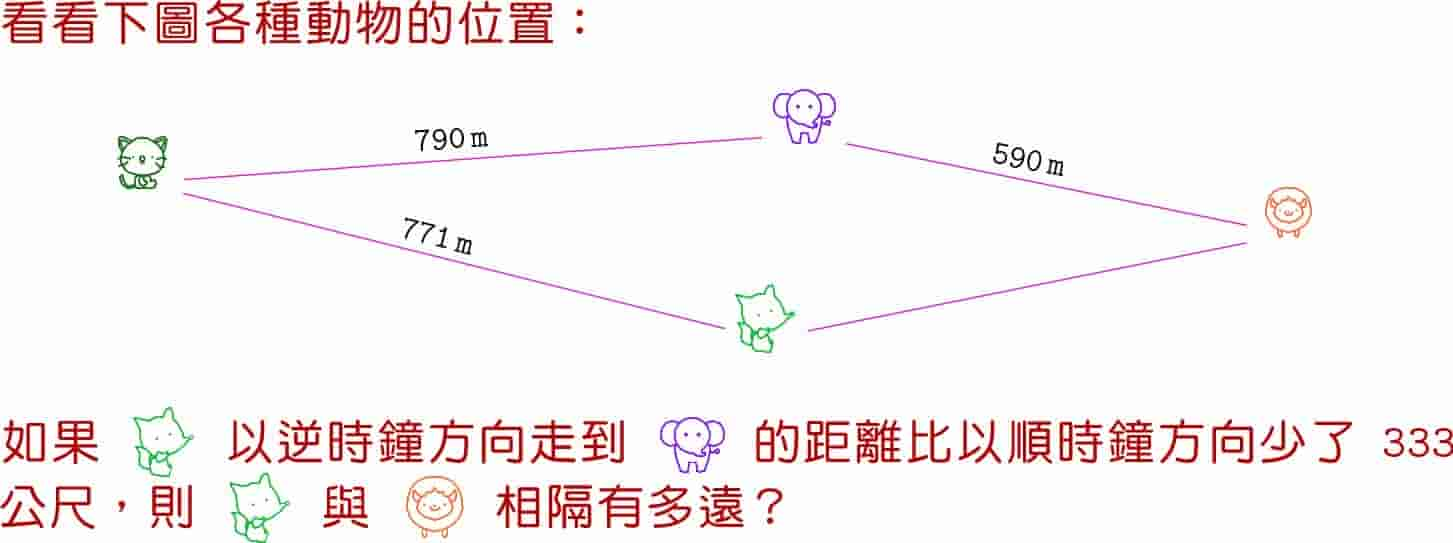 看看下圖各種動物的位置：
790 m
590 m
771 m
如果 以逆時鐘方向走到 的距離比以順時鐘方向少了 333
公尺，則 與 相隔有多遠？